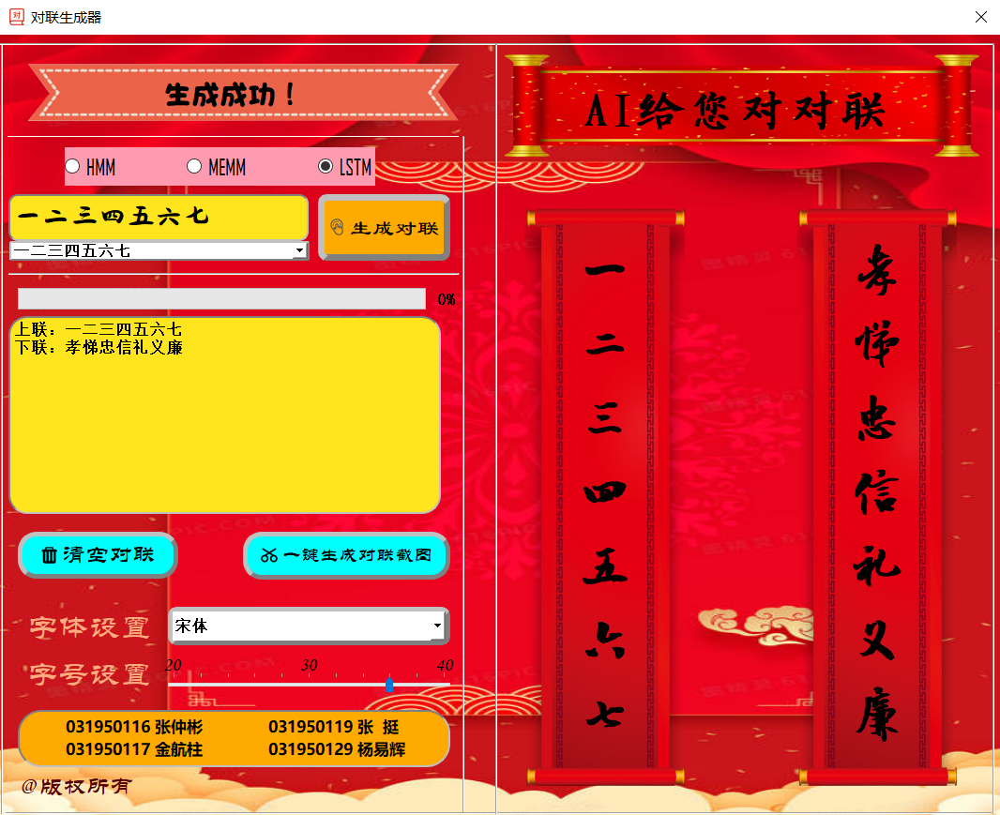 对联生成器
生成成功！
HMM MEMM LSTM
一二三四五六七
一二三四五六七
生成对联
0%
上联：一二三四五六七
下联：孝悌忠信礼义廉
清空对联
一键生成对联截图
字体设置
宋体
字号设置
20 30 40
031950116 张仲彬 031950119 张 挺
031950117 金航柱 031950129 杨易辉
@版权所有
AI给您对对联
一二三四五六七
孝悌忠信礼义廉